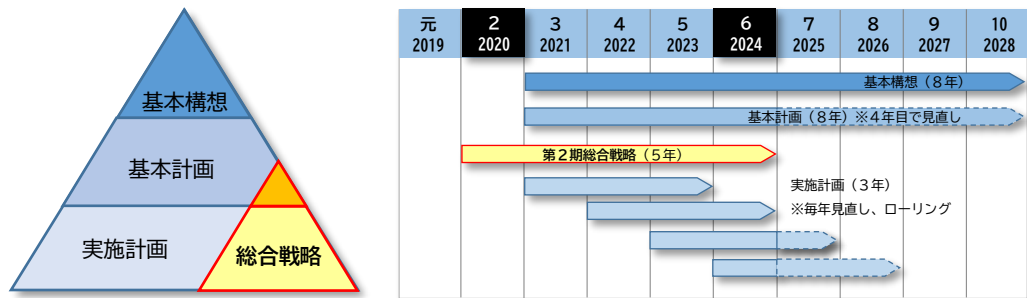 基本構想
基本計画
実施計画
総合戦略
元 2 3 4 5 6 7 8 9 10
2019 2020 2021 2022 2023 2024 2025 2026 2027 2028
基本構想（８年）
基本計画（８年）※４年目で見直し
第２期総合戦略（５年）
実施計画（３年）
※毎年見直し、ローリング